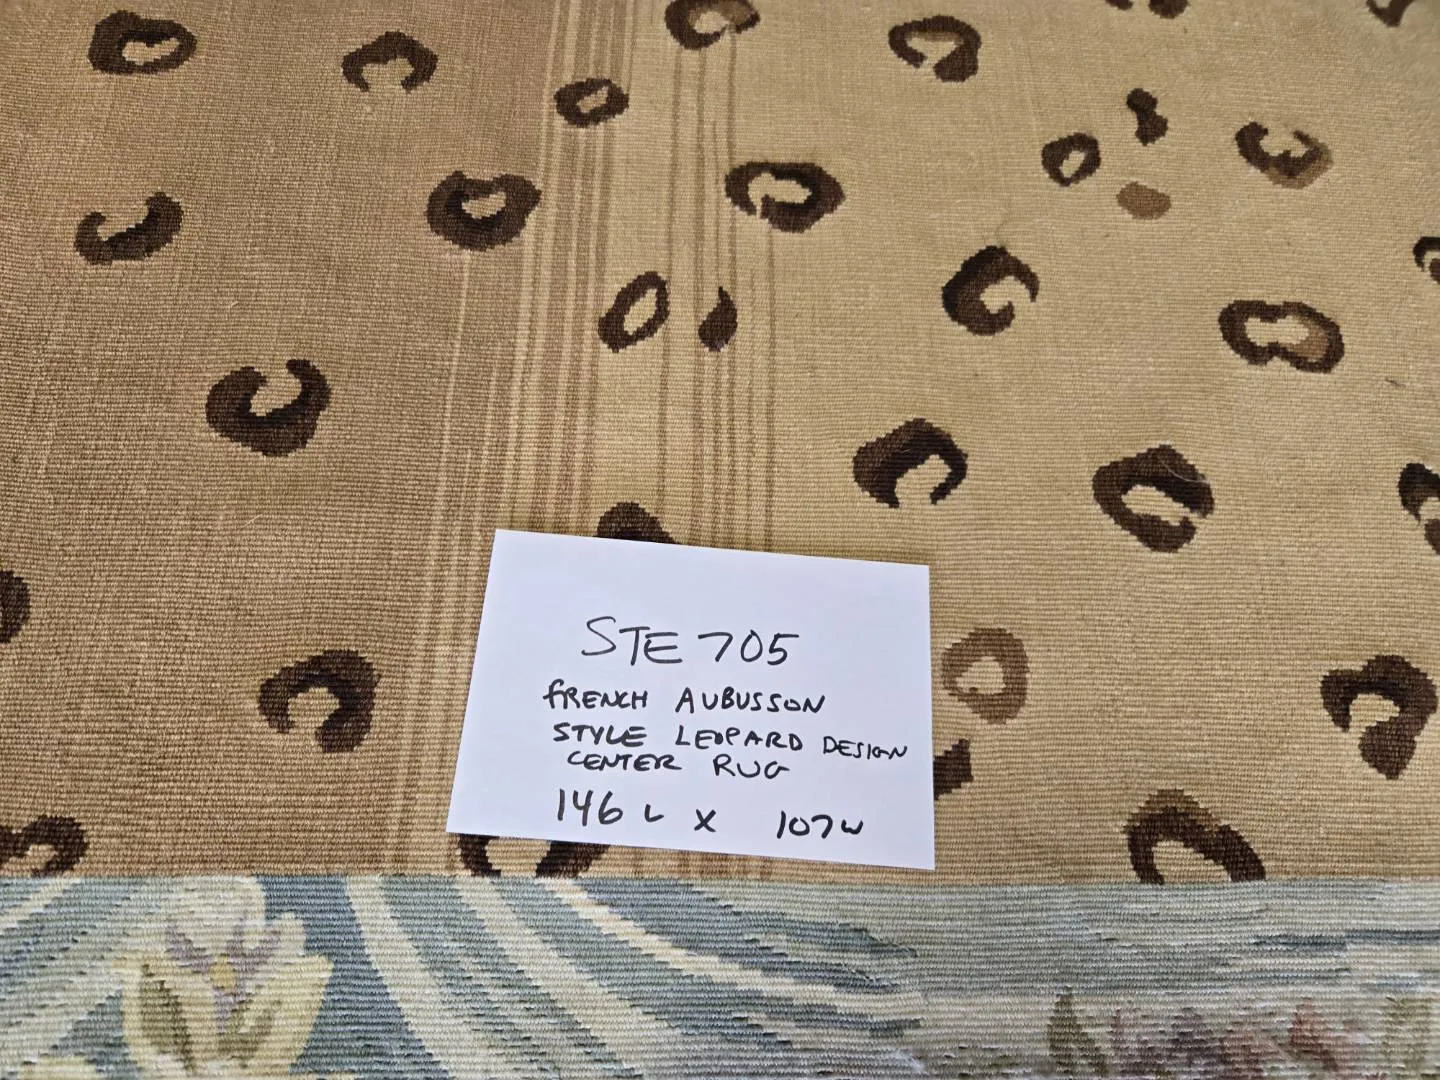 STE 705
FRENCH AUBUSSON
STYLE LEOPARD DESIGN
CENTER RUG
146 L X 107 W